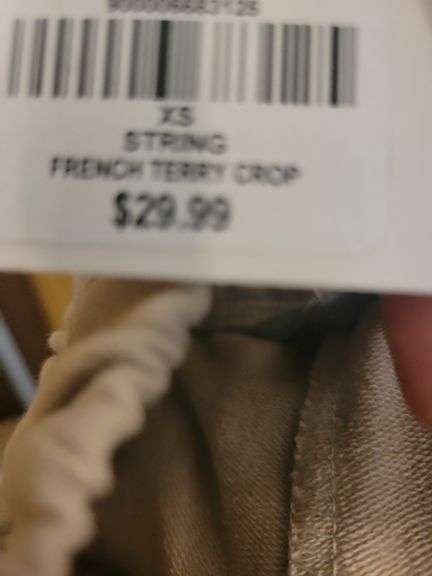 XS
STRING
FRENCH TERRY CROP
$29.99